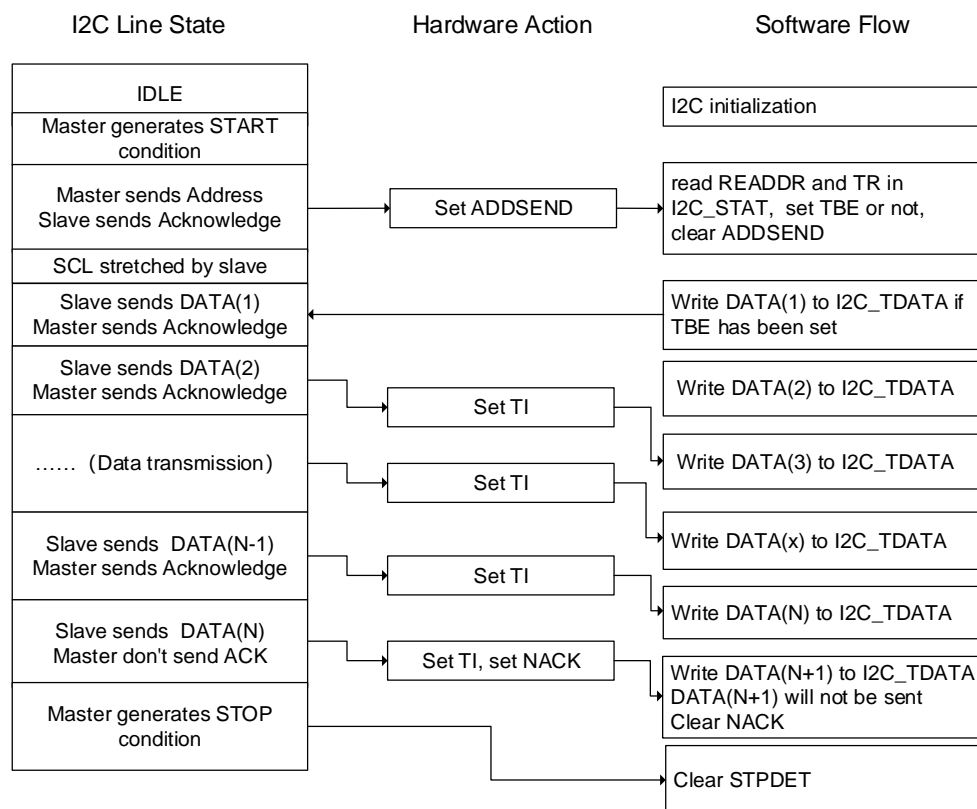 I2C Line State
Hardware Action
Software Flow
IDLE
I2C initialization
Master generates START
condition
Master sends Address
Slave sends Acknowledge
Set ADDSEND
read READDR and TR in
I2C_STAT, set TBE or not,
clear ADDSEND
SCL stretched by slave
Slave sends DATA(1)
Master sends Acknowledge
Write DATA(1) to I2C_TDATA if
TBE has been set
Slave sends DATA(2)
Master sends Acknowledge
Set TI
Write DATA(2) to I2C_TDATA
Write DATA(3) to I2C_TDATA
...... (Data transmission)
Set TI
Write DATA(x) to I2C_TDATA
Slave sends DATA(N-1)
Master sends Acknowledge
Set TI
Write DATA(N) to I2C_TDATA
Slave sends DATA(N)
Master don't send ACK
Set TI, set NACK
Write DATA(N+1) to I2C_TDATA
DATA(N+1) will not be sent
Clear NACK
Master generates STOP
condition
Clear STPDET